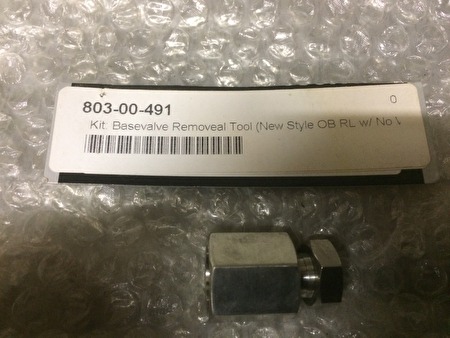 803-00-491
0
Kit: Basevalve Removeal Tool (New Style OB RL w/ No